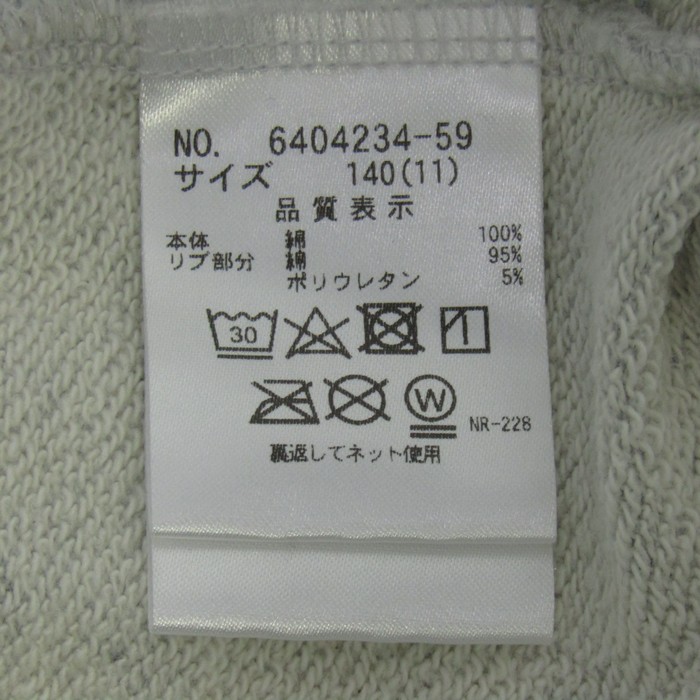 NO. 6404234-59
サイズ 140(11)
品質表示
本体 綿 100%
リブ部分 綿 95%
ポリウレタン 5%
30
W NR-228
裏返してネット使用